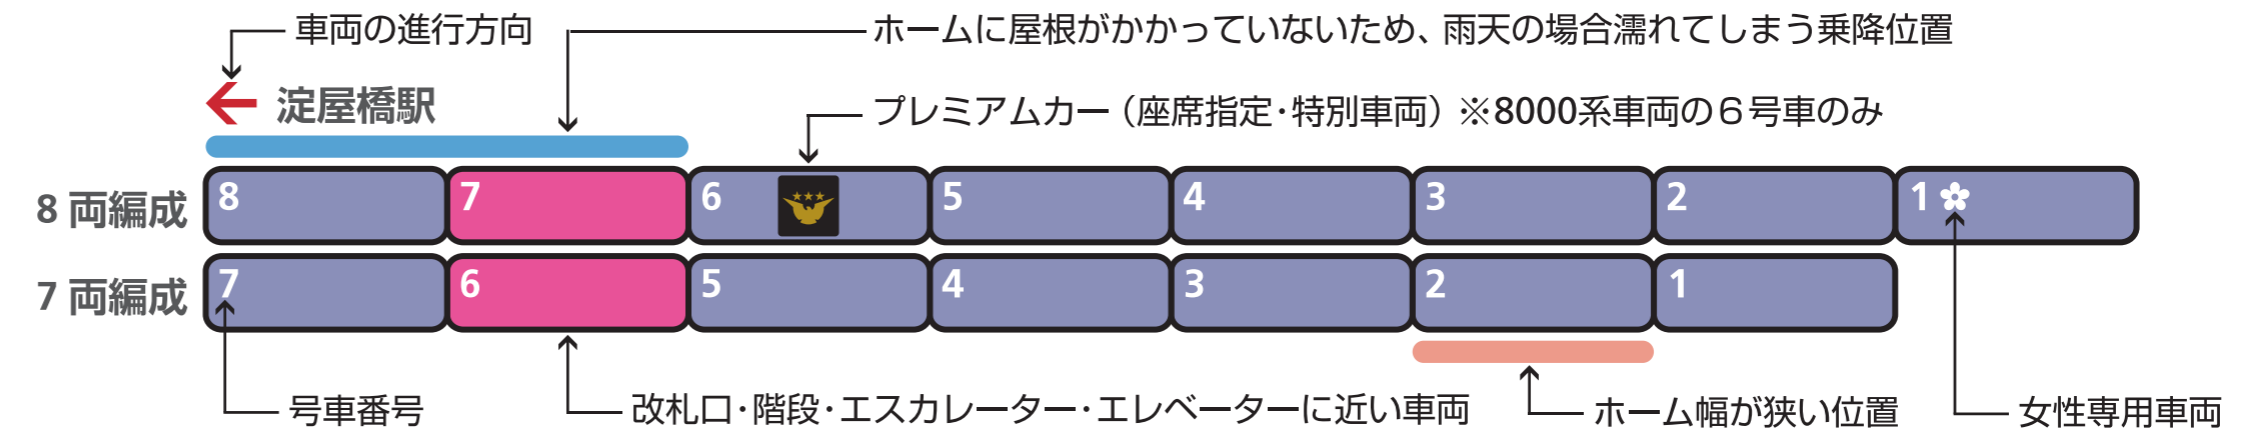 車両の進行方向
ホームに屋根がかかっていないため、雨天の場合濡れてしまう乗降位置
淀屋橋駅
プレミアムカー（座席指定･特別車両）※8000系車両の６号車のみ
8 両編成
8 7 6 5 4 3 2 1
7 両編成
7 6 5 4 3 2 1
号車番号
改札口･階段･エスカレーター･エレベーターに近い車両
ホーム幅が狭い位置
女性専用車両